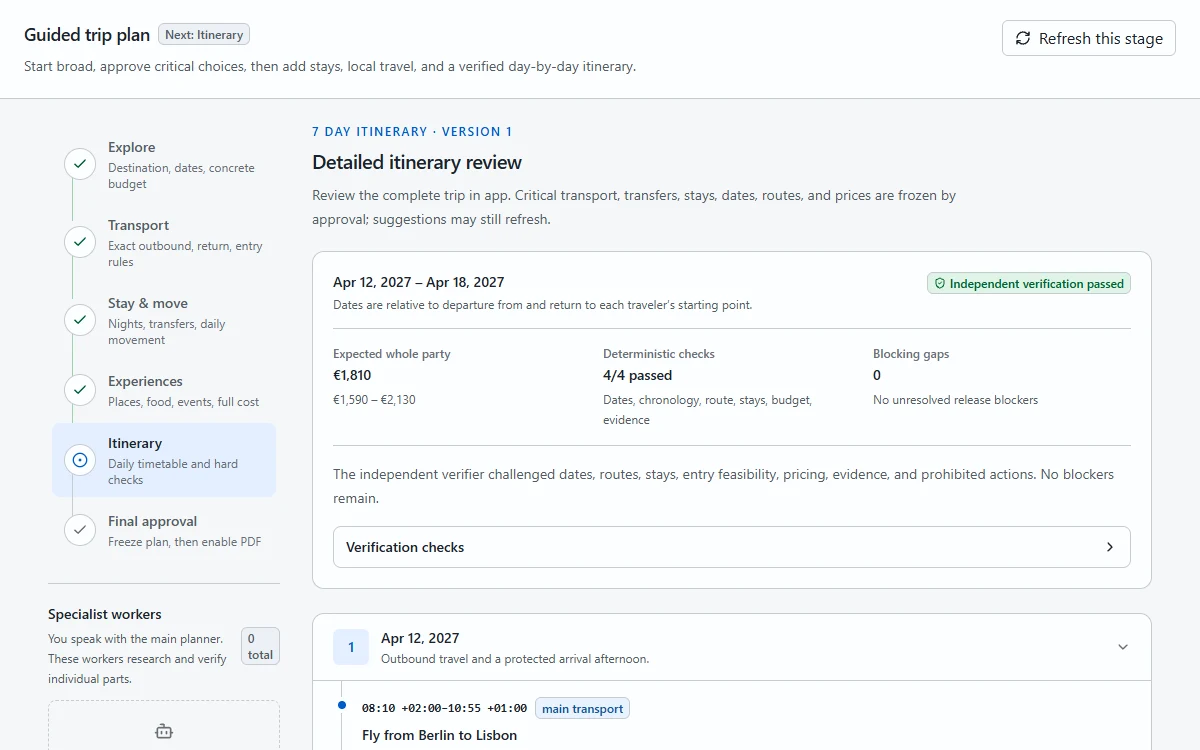 Guided trip plan
Next: Itinerary
Refresh this stage
Start broad, approve critical choices, then add stays, local travel, and a verified day-by-day itinerary.
Explore
Destination, dates, concrete
budget
Transport
Exact outbound, return, entry
rules
Stay & move
Nights, transfers, daily
movement
Experiences
Places, food, events, full cost
Itinerary
Daily timetable and hard
checks
Final approval
Freeze plan, then enable PDF
Specialist workers
You speak with the main planner.
These workers research and verify
individual parts.
0
total
7 DAY ITINERARY · VERSION 1
Detailed itinerary review
Review the complete trip in app. Critical transport, transfers, stays, dates, routes, and prices are frozen by
approval; suggestions may still refresh.
Apr 12, 2027 – Apr 18, 2027
Independent verification passed
Dates are relative to departure from and return to each traveler's starting point.
Expected whole party
€1,810
€1,590 – €2,130
Deterministic checks
4/4 passed
Dates, chronology, route, stays, budget,
evidence
Blocking gaps
0
No unresolved release blockers
The independent verifier challenged dates, routes, stays, entry feasibility, pricing, evidence, and prohibited actions. No blockers
remain.
Verification checks
1
Apr 12, 2027
Outbound travel and a protected arrival afternoon.
08:10 +02:00–10:55 +01:00
main transport
Fly from Berlin to Lisbon